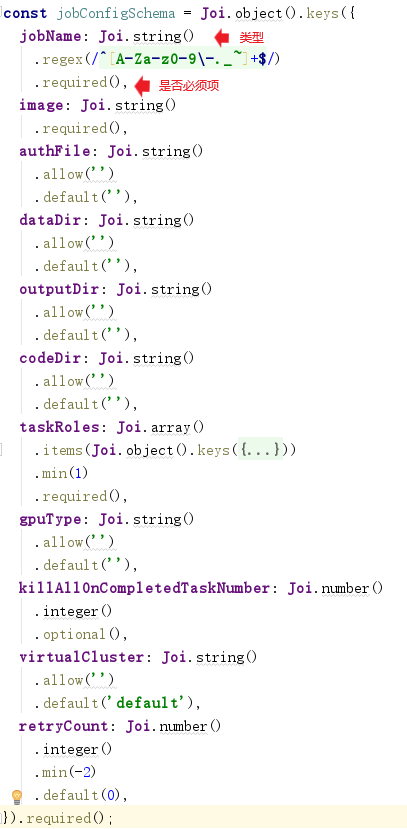 const jobConfigSchema = Joi.object().keys({
  jobName: Joi.string() 类型
    .regex(/^[A-Za-z0-9\-._~]+$/)
    .required(), 是否必须项
  image: Joi.string()
    .required(),
  authFile: Joi.string()
    .allow('')
    .default(''),
  dataDir: Joi.string()
    .allow('')
    .default(''),
  outputDir: Joi.string()
    .allow('')
    .default(''),
  codeDir: Joi.string()
    .allow('')
    .default(''),
  taskRoles: Joi.array()
    .items(Joi.object().keys({...}))
    .min(1)
    .required(),
  gpuType: Joi.string()
    .allow('')
    .default(''),
  killAllOnCompletedTaskNumber: Joi.number()
    .integer()
    .optional(),
  virtualCluster: Joi.string()
    .allow('')
    .default('default'),
  retryCount: Joi.number()
    .integer()
    .min(-2)
    .default(0),
}).required();